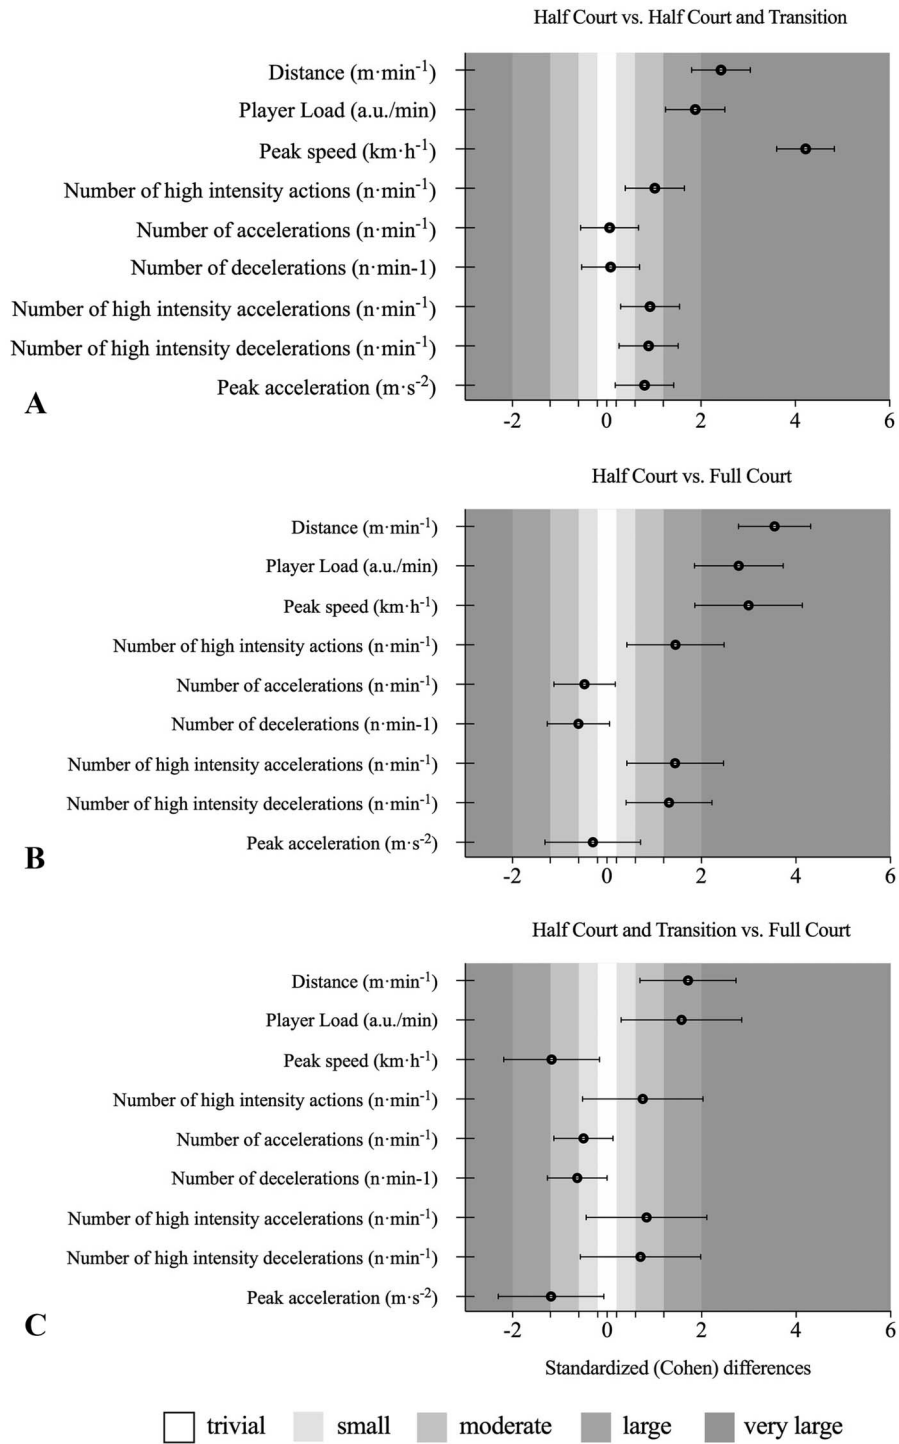 Half Court vs. Half Court and Transition
Distance (m·min⁻¹)
Player Load (a.u./min)
Peak speed (km·h⁻¹)
Number of high intensity actions (n·min⁻¹)
Number of accelerations (n·min⁻¹)
Number of decelerations (n·min-1)
Number of high intensity accelerations (n·min⁻¹)
Number of high intensity decelerations (n·min⁻¹)
Peak acceleration (m·s⁻²)
A
-2 0 2 4 6
Half Court vs. Full Court
Distance (m·min⁻¹)
Player Load (a.u./min)
Peak speed (km·h⁻¹)
Number of high intensity actions (n·min⁻¹)
Number of accelerations (n·min⁻¹)
Number of decelerations (n·min-1)
Number of high intensity accelerations (n·min⁻¹)
Number of high intensity decelerations (n·min⁻¹)
Peak acceleration (m·s⁻²)
B
-2 0 2 4 6
Half Court and Transition vs. Full Court
Distance (m·min⁻¹)
Player Load (a.u./min)
Peak speed (km·h⁻¹)
Number of high intensity actions (n·min⁻¹)
Number of accelerations (n·min⁻¹)
Number of decelerations (n·min-1)
Number of high intensity accelerations (n·min⁻¹)
Number of high intensity decelerations (n·min⁻¹)
Peak acceleration (m·s⁻²)
C
-2 0 2 4 6
Standardized (Cohen) differences
trivial small moderate large very large